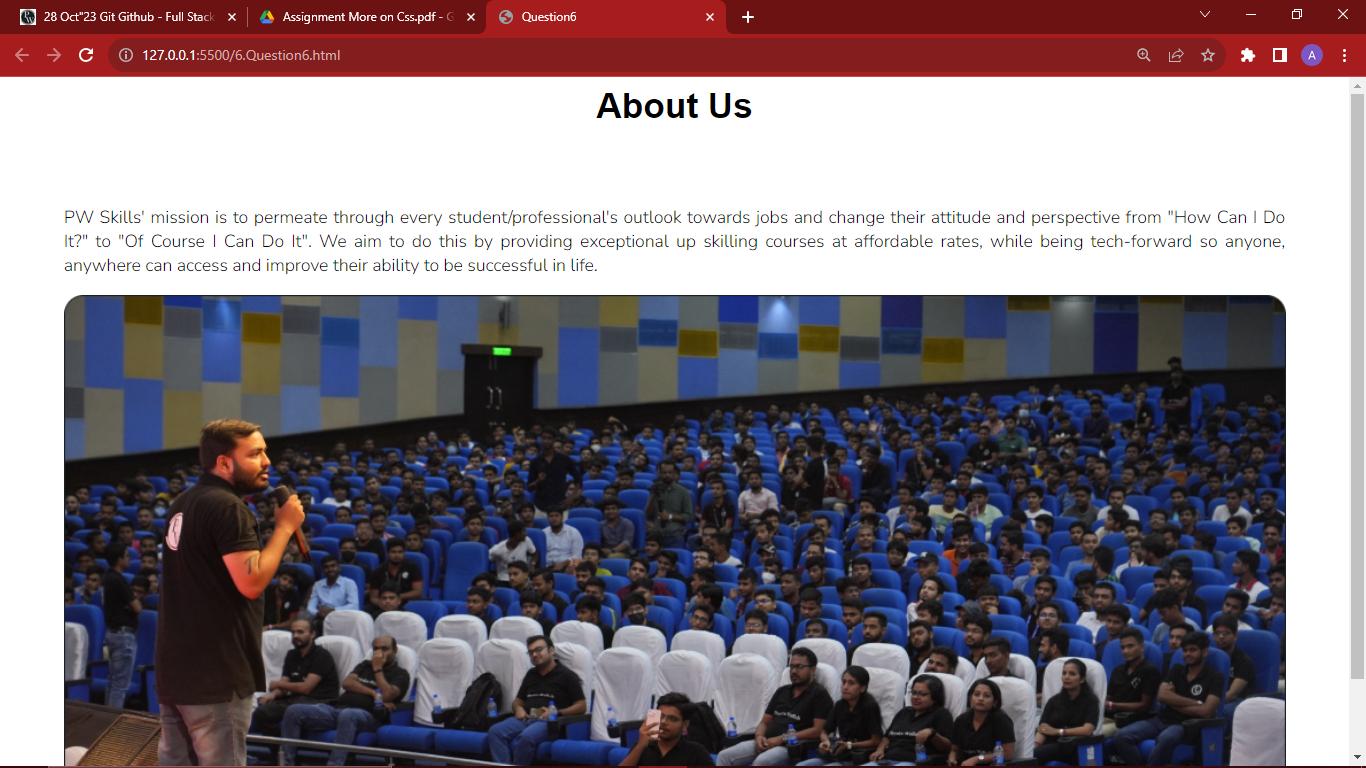 28 Oct"23 Git Github - Full Stack
Assignment More on Css.pdf - G
Question6
127.0.0.1:5500/6.Question6.html
A
About Us
PW Skills' mission is to permeate through every student/professional's outlook towards jobs and change their attitude and perspective from "How Can I Do
It?" to "Of Course I Can Do It". We aim to do this by providing exceptional up skilling courses at affordable rates, while being tech-forward so anyone,
anywhere can access and improve their ability to be successful in life.